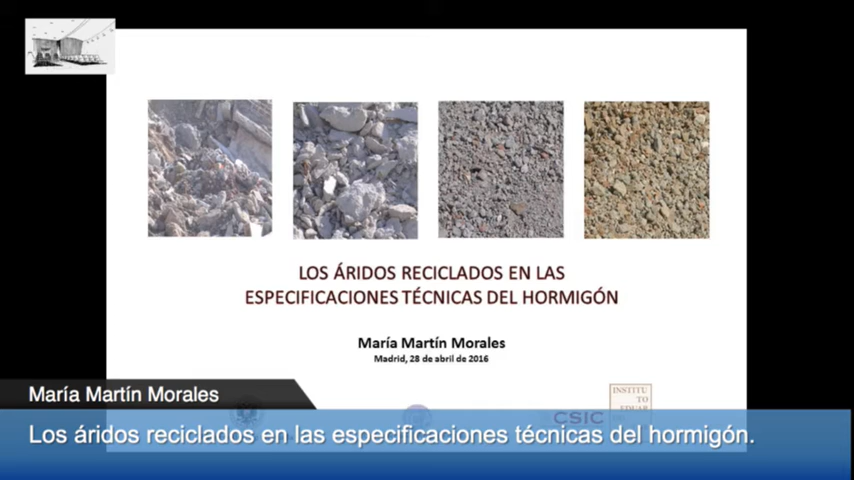 LOS ÁRIDOS RECICLADOS EN LAS
ESPECIFICACIONES TÉCNICAS DEL HORMIGÓN
María Martín Morales
Madrid, 28 de abril de 2016
INSTITU
TO
EDUAR
CSIC
María Martín Morales
Los áridos reciclados en las especificaciones técnicas del hormigón.